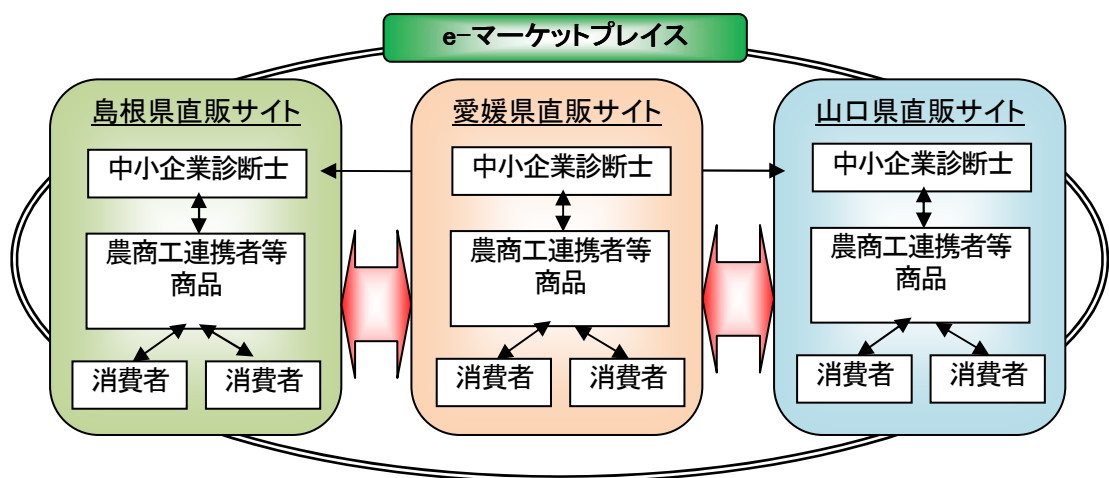 e-マーケットプレイス
島根県直販サイト
中小企業診断士
農商工連携者等
商品
消費者
消費者
愛媛県直販サイト
中小企業診断士
農商工連携者等
商品
消費者
消費者
山口県直販サイト
中小企業診断士
農商工連携者等
商品
消費者
消費者